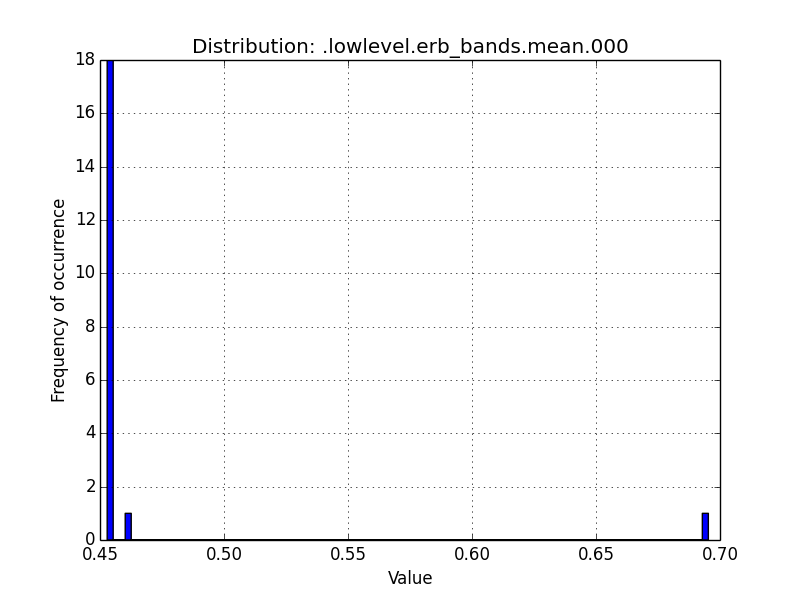 Distribution: .lowlevel.erb_bands.mean.000
18
16
14
12
10
8
6
4
2
0
Frequency of occurrence
0.45 0.50 0.55 0.60 0.65 0.70
Value